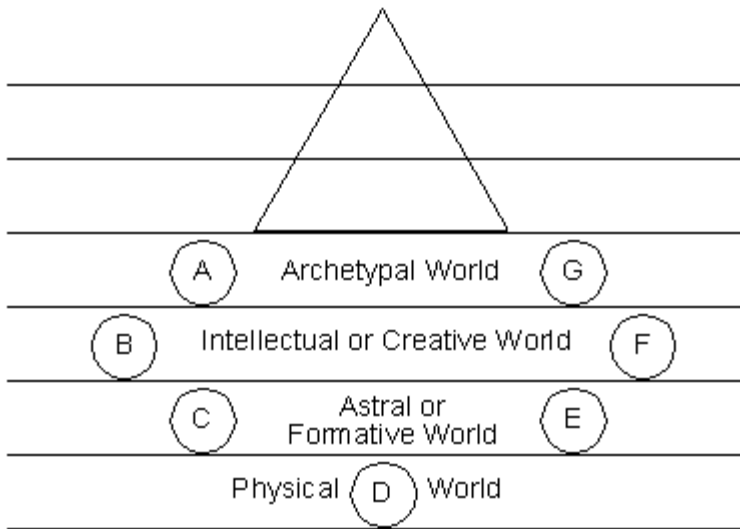 A Archetypal World G
B Intellectual or Creative World F
C Astral or E
Formative World
Physical D World